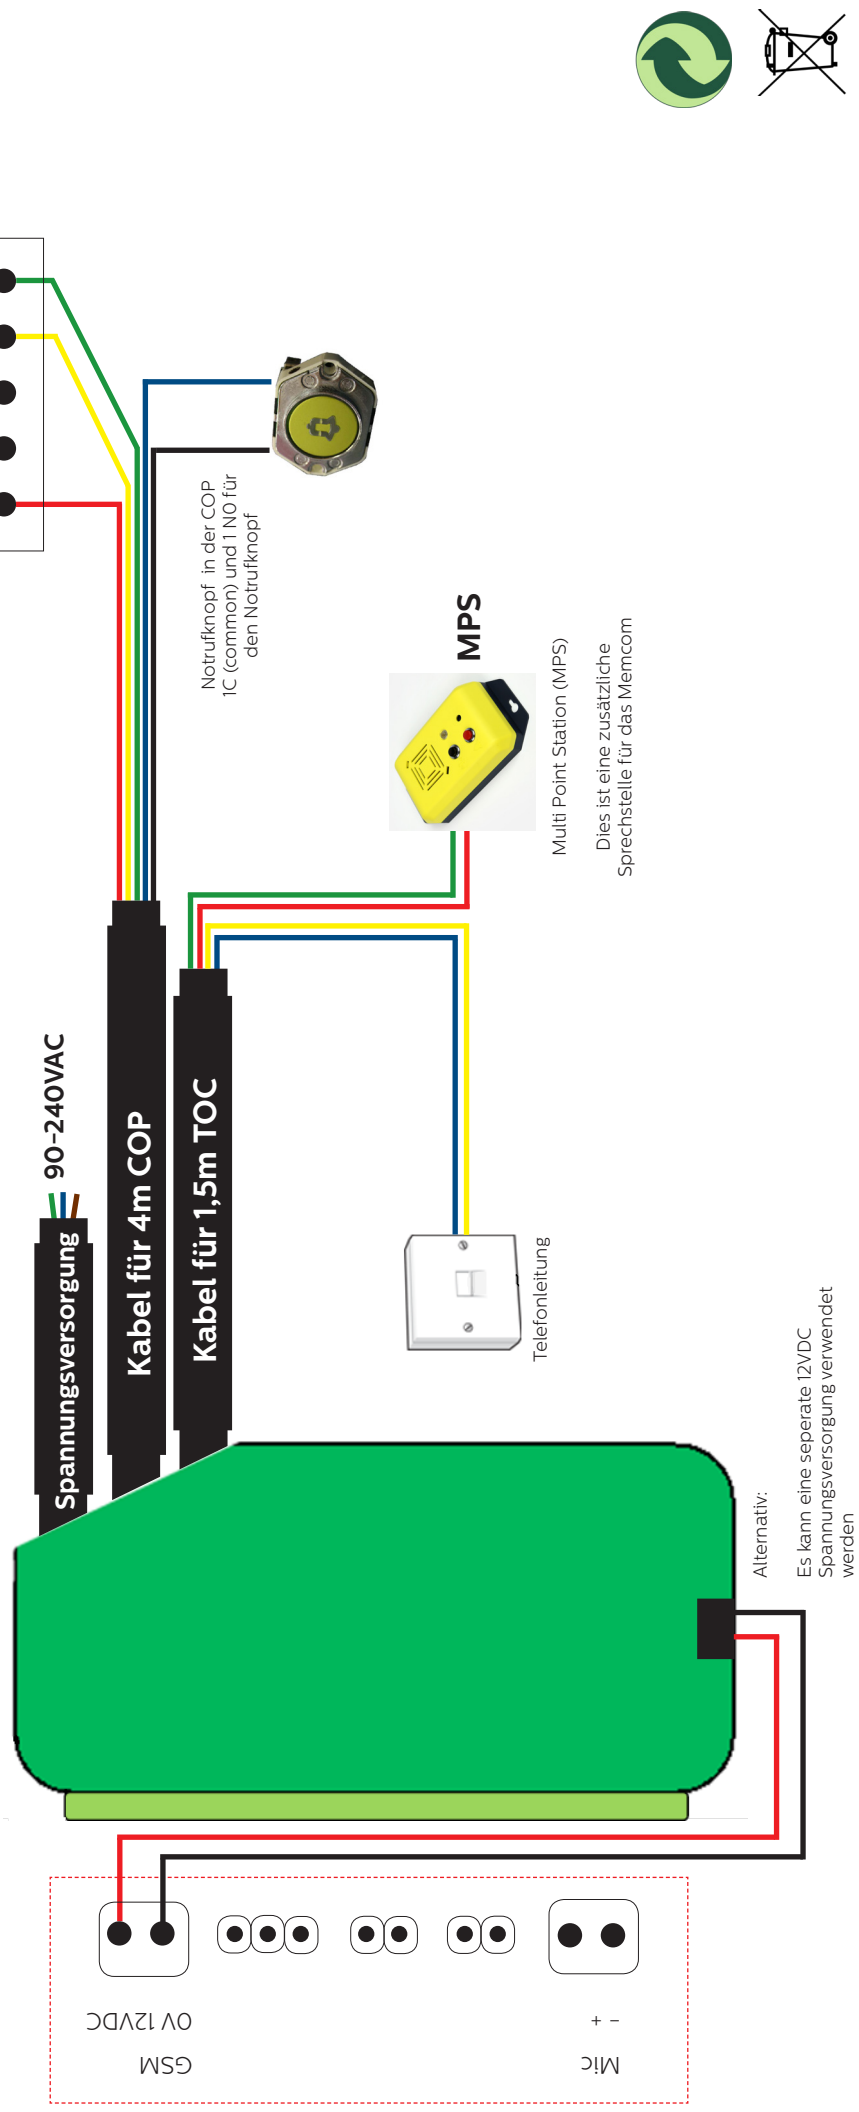 Notrufknopf in der COP
1C (common) und 1 NO für
den Notrufknopf
MPS
Multi Point Station (MPS)
Dies ist eine zusätzliche
Sprechstelle für das Memcom
90-240VAC
Spannungsversorgung
Kabel für 4m COP
Kabel für 1,5m TOC
Telefonleitung
Alternativ:
Es kann eine seperate 12VDC
Spannungsversorgung verwendet
werden
0V 12VDC
GSM
- +
Mic